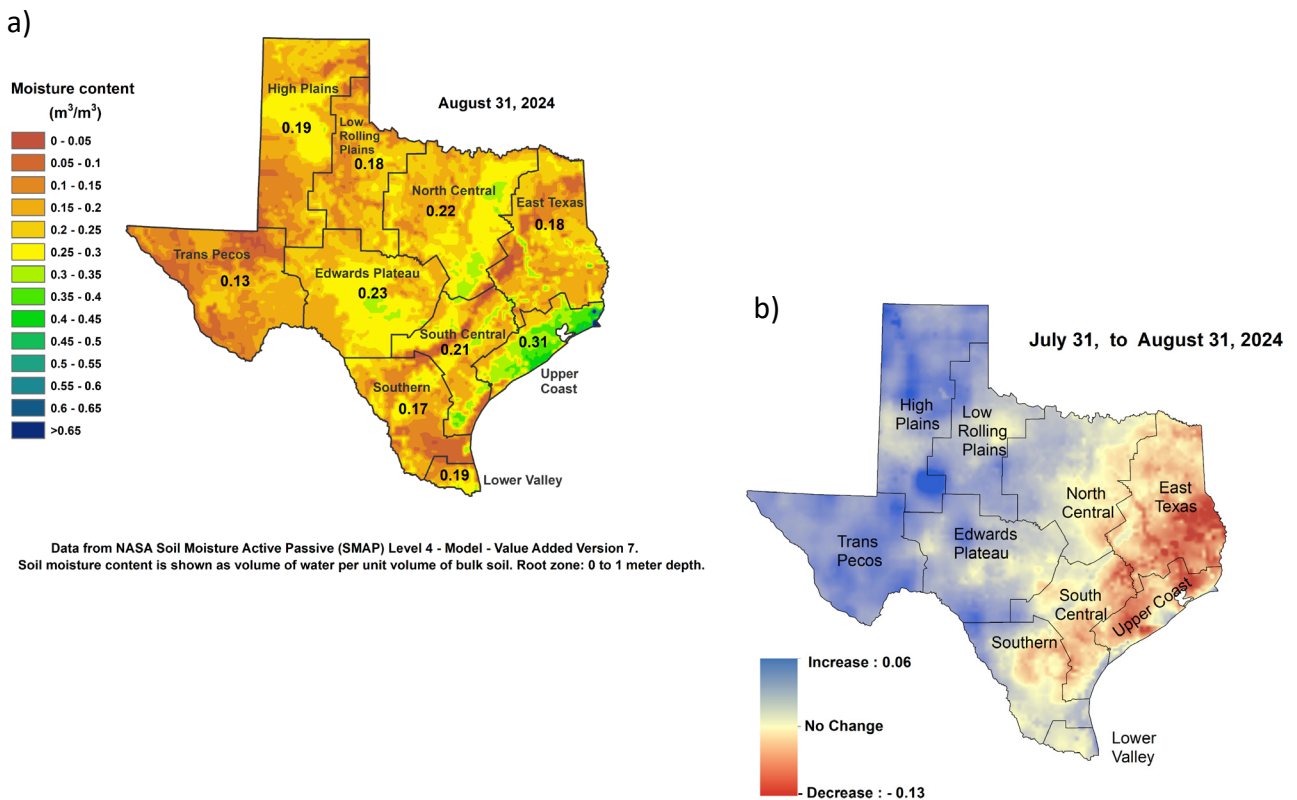 a)
Moisture content
(m³/m³)
0 - 0.05
0.05 - 0.1
0.1 - 0.15
0.15 - 0.2
0.2 - 0.25
0.25 - 0.3
0.3 - 0.35
0.35 - 0.4
0.4 - 0.45
0.45 - 0.5
0.5 - 0.55
0.55 - 0.6
0.6 - 0.65
>0.65
August 31, 2024
High Plains
0.19
Low
Rolling
Plains
0.18
North Central
0.22
East Texas
0.18
Trans Pecos
0.13
Edwards Plateau
0.23
South Central
0.21
0.31
Upper
Coast
Southern
0.17
0.19
Lower Valley
Data from NASA Soil Moisture Active Passive (SMAP) Level 4 - Model - Value Added Version 7.
Soil moisture content is shown as volume of water per unit volume of bulk soil. Root zone: 0 to 1 meter depth.
b)
July 31, to August 31, 2024
High
Plains
Low
Rolling
Plains
North
Central
East
Texas
Trans
Pecos
Edwards
Plateau
South
Central
Upper Coast
Southern
Lower
Valley
Increase : 0.06
No Change
Decrease : - 0.13